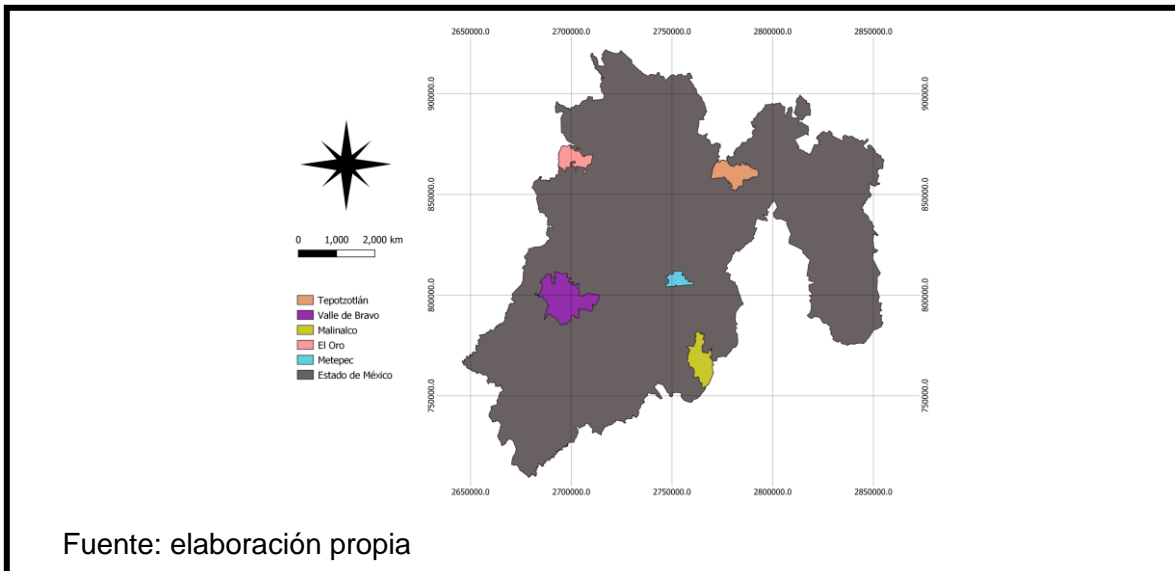 2650000.0 2700000.0 2750000.0 2800000.0 2850000.0
900000.0 900000.0
850000.0 850000.0
0 1,000 2,000 km
800000.0 800000.0
Tepotzotlán
Valle de Bravo
Malinalco
El Oro
Metepec
Estado de México
750000.0 750000.0
2650000.0 2700000.0 2750000.0 2800000.0 2850000.0
Fuente: elaboración propia